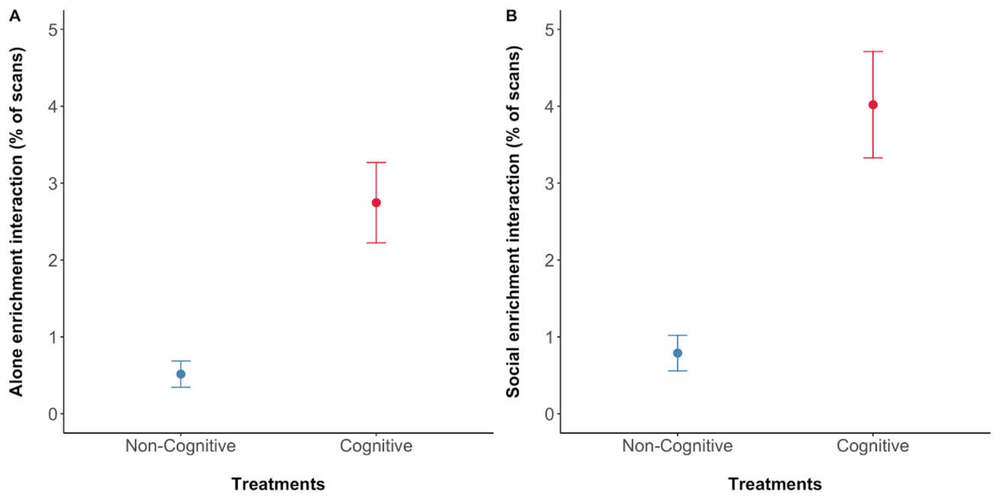 A
Alone enrichment interaction (% of scans)
5
4
3
2
1
0
Non-Cognitive Cognitive
Treatments
B
Social enrichment interaction (% of scans)
5
4
3
2
1
0
Non-Cognitive Cognitive
Treatments